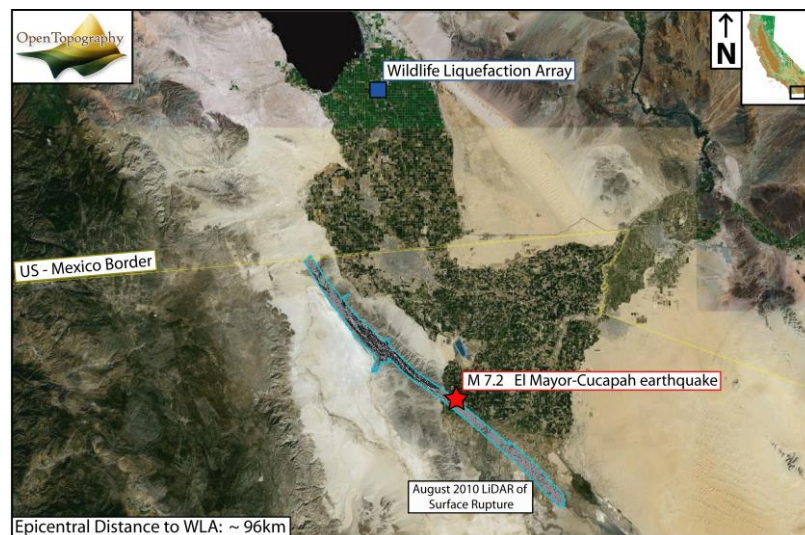 OpenTopography
N
Wildlife Liquefaction Array
US - Mexico Border
M 7.2 El Mayor-Cucapah earthquake
August 2010 LiDAR of
Surface Rupture
Epicentral Distance to WLA: ~ 96km